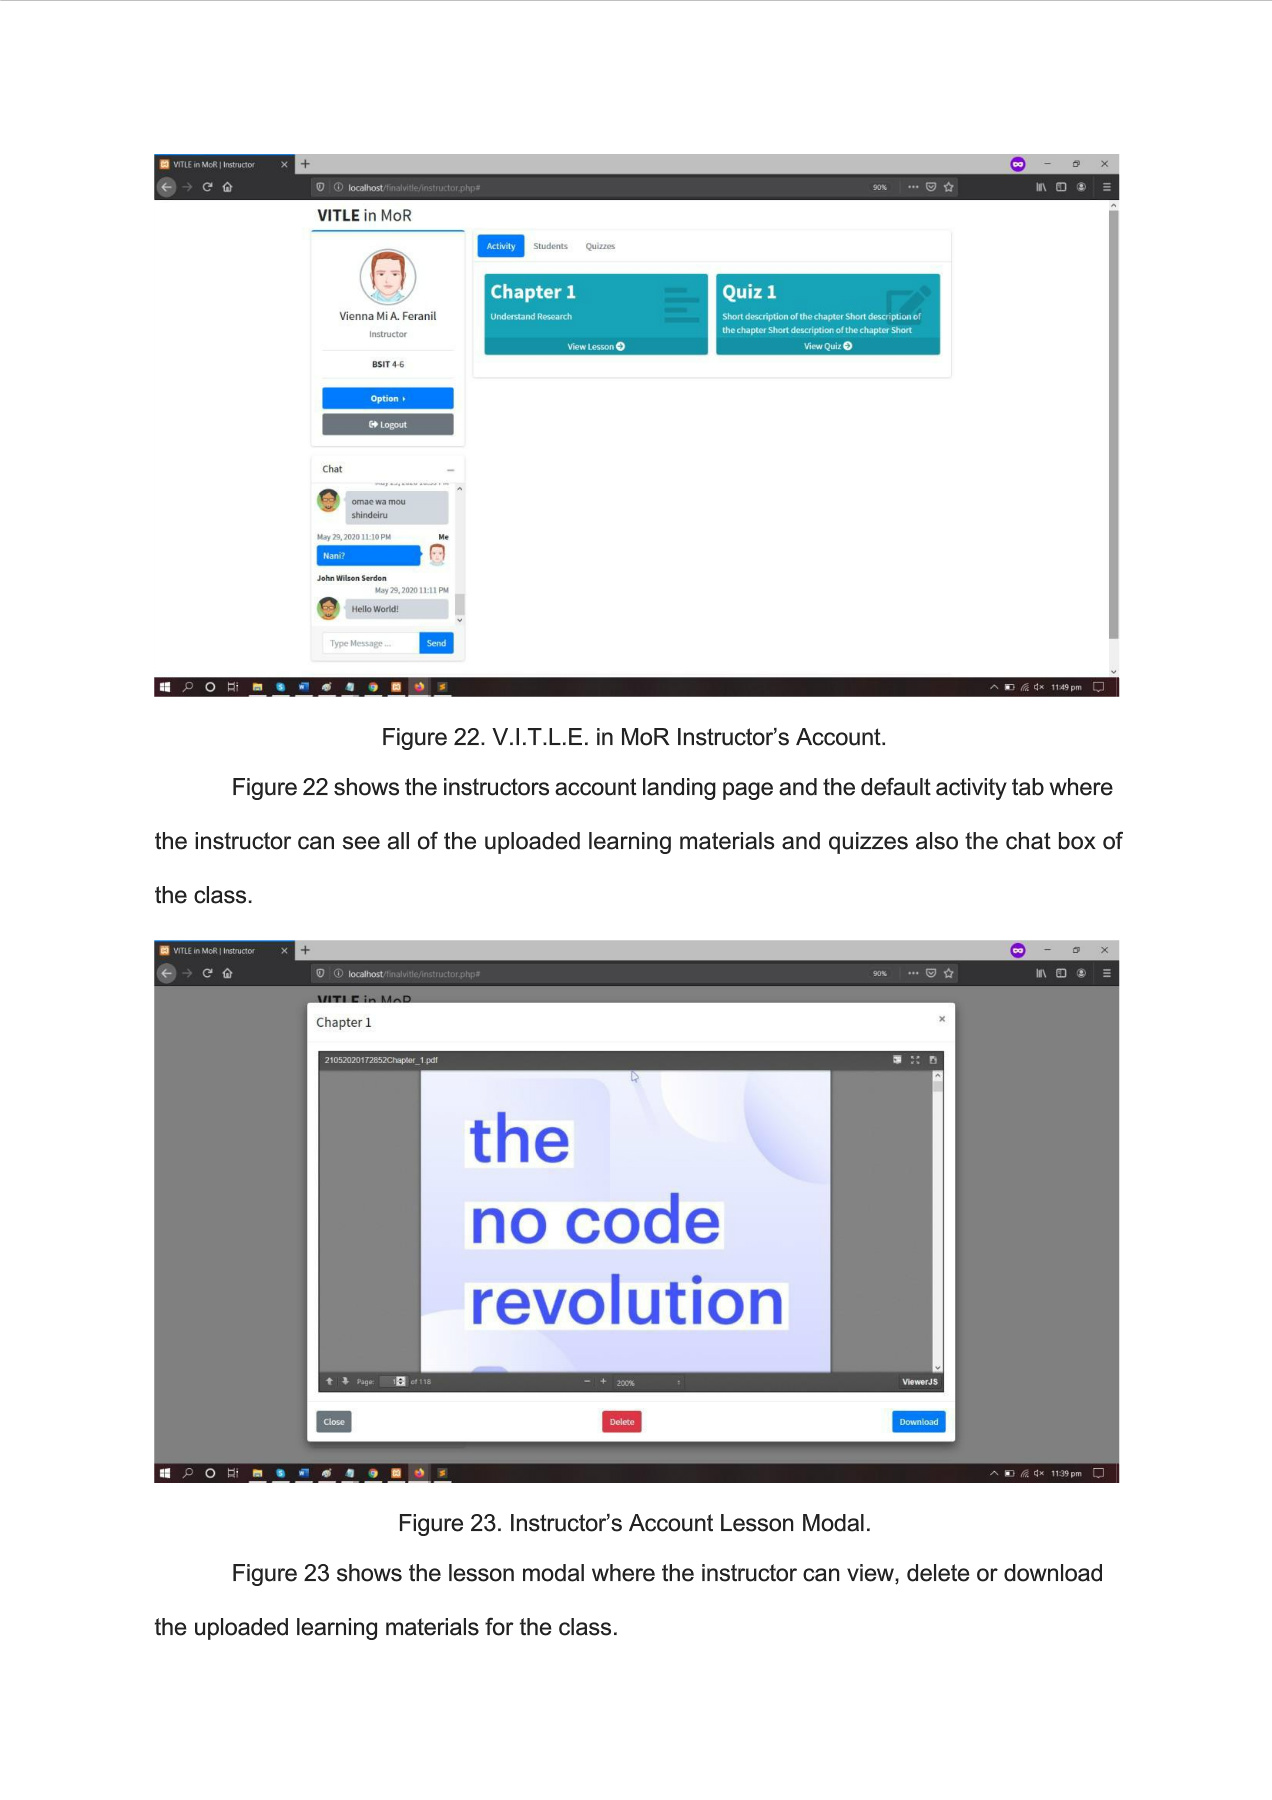 VITLE in MoR | Instructor
localhost/finalvitle/instructor.php#
90%
VITLE in MoR
Vienna Mi A. Feranil
Instructor
BSIT 4-6
Option
Logout
Activity
Students
Quizzes
Chapter 1
Understand Research
View Lesson
Quiz 1
Short description of the chapter Short description of
the chapter Short description of the chapter Short
View Quiz
Chat
omae wa mou
shindeiru
May 29, 2020 11:10 PM
Me
Nani?
John Wilson Serdon
May 29, 2020 11:11 PM
Hello World!
Type Message ...
Send
11:49 pm
Figure 22. V.I.T.L.E. in MoR Instructor’s Account.
Figure 22 shows the instructors account landing page and the default activity tab where
the instructor can see all of the uploaded learning materials and quizzes also the chat box of
the class.
VITLE in MoR | Instructor
localhost/finalvitle/instructor.php#
90%
VITLE in MoR
Chapter 1
21052020172852Chapter_1.pdf
the
no code
revolution
Page: 1 of 118
200%
ViewerJS
Close
Delete
Download
11:39 pm
Figure 23. Instructor’s Account Lesson Modal.
Figure 23 shows the lesson modal where the instructor can view, delete or download
the uploaded learning materials for the class.